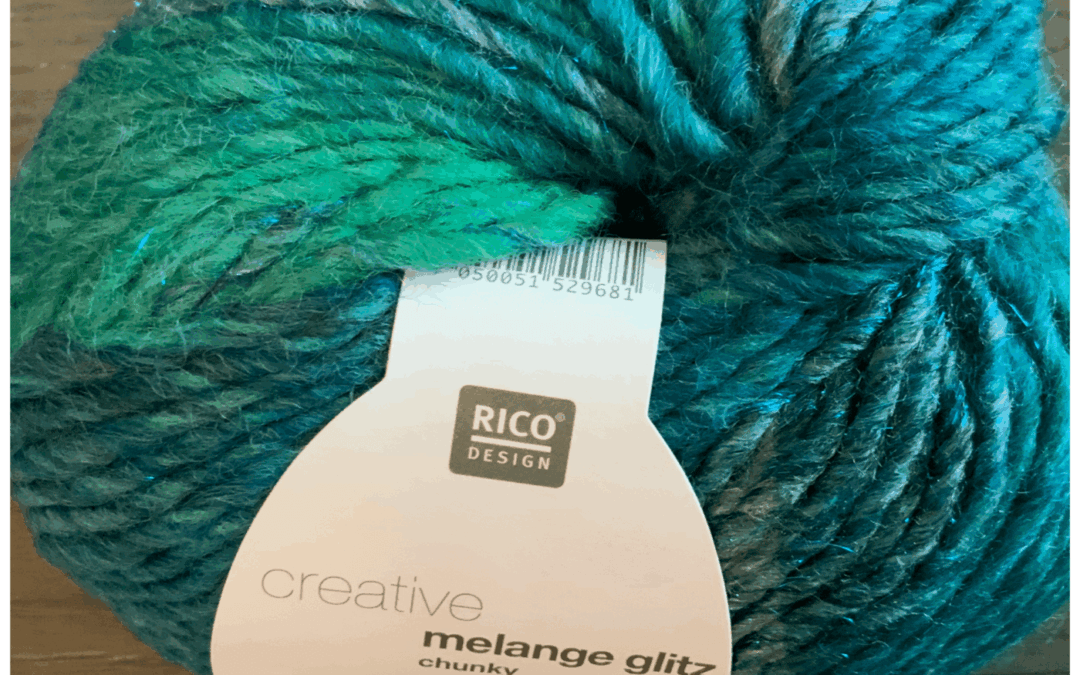 050051 529681
RICO®
DESIGN
creative
melange glitz
chunky